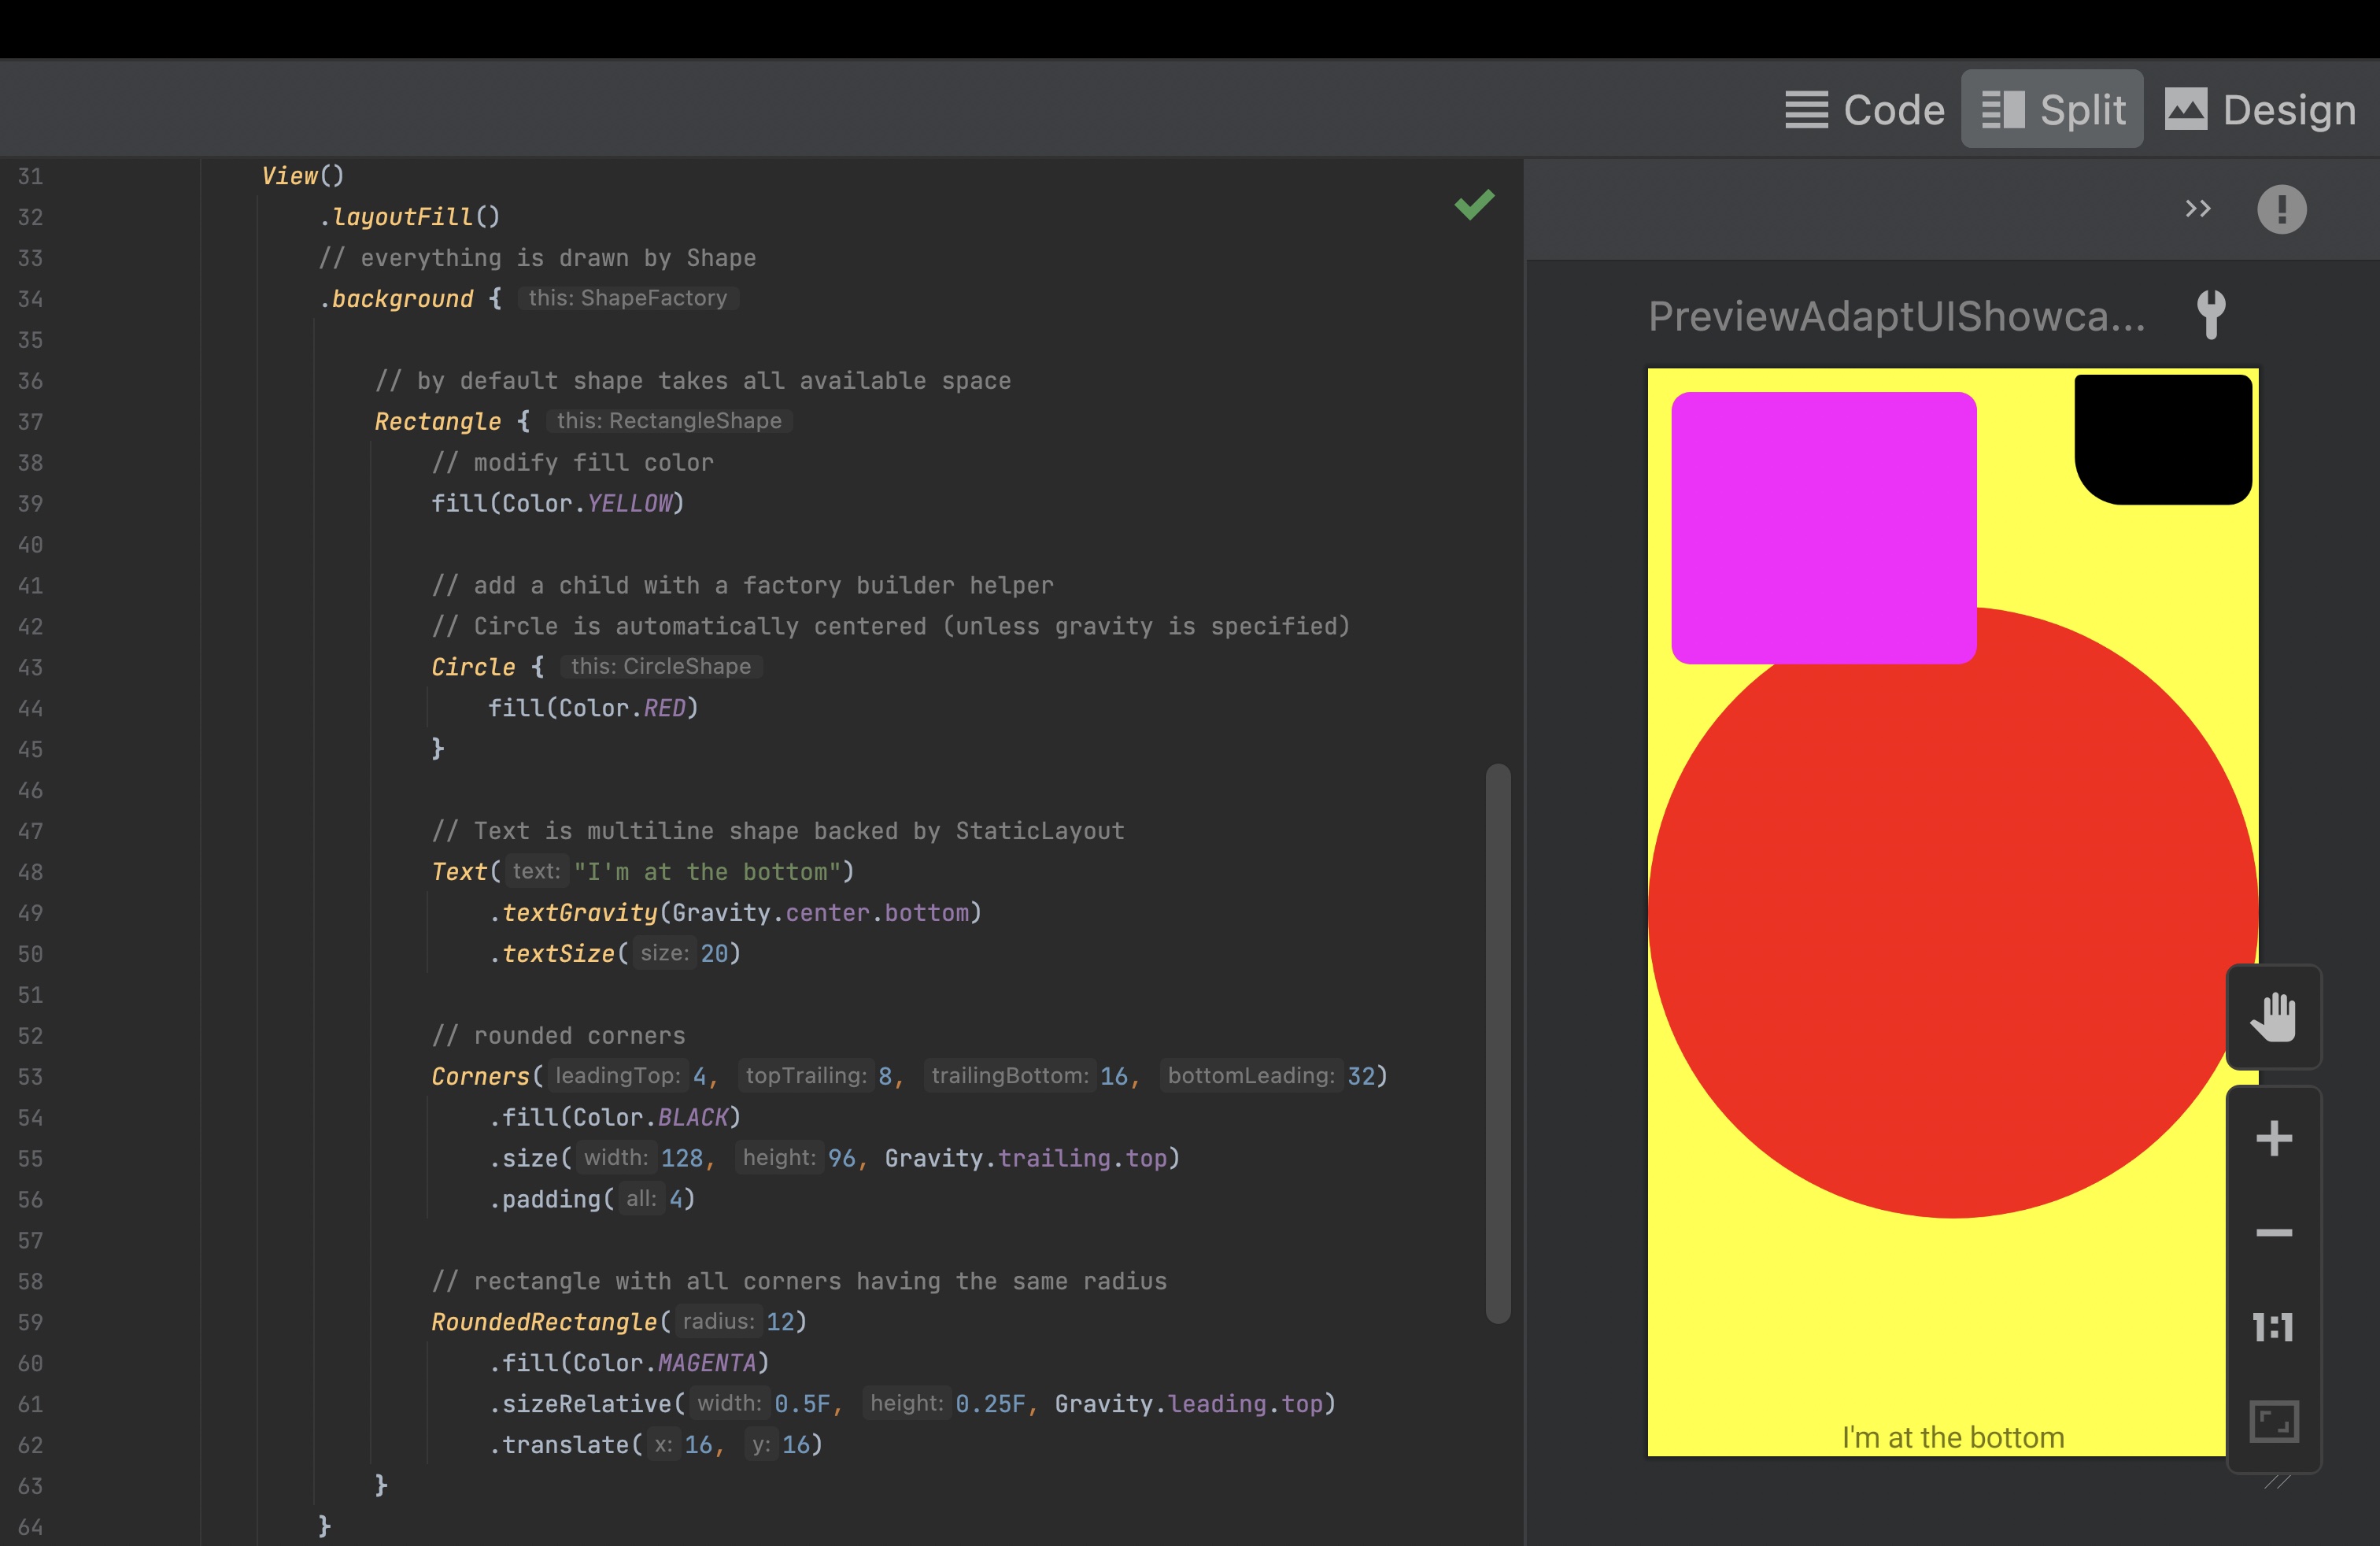 Code Split Design
31 View()
32 .layoutFill()
33 // everything is drawn by Shape
34 .background { this: ShapeFactory
35
36 // by default shape takes all available space
37 Rectangle { this: RectangleShape
38 // modify fill color
39 fill(Color.YELLOW)
40
41 // add a child with a factory builder helper
42 // Circle is automatically centered (unless gravity is specified)
43 Circle { this: CircleShape
44 fill(Color.RED)
45 }
46
47 // Text is multiline shape backed by StaticLayout
48 Text( text: "I'm at the bottom")
49 .textGravity(Gravity.center.bottom)
50 .textSize( size: 20)
51
52 // rounded corners
53 Corners( leadingTop: 4, topTrailing: 8, trailingBottom: 16, bottomLeading: 32)
54 .fill(Color.BLACK)
55 .size( width: 128, height: 96, Gravity.trailing.top)
56 .padding( all: 4)
57
58 // rectangle with all corners having the same radius
59 RoundedRectangle( radius: 12)
60 .fill(Color.MAGENTA)
61 .sizeRelative( width: 0.5F, height: 0.25F, Gravity.leading.top)
62 .translate( x: 16, y: 16)
63 }
64 }
PreviewAdaptUIShowca...
1:1
I'm at the bottom